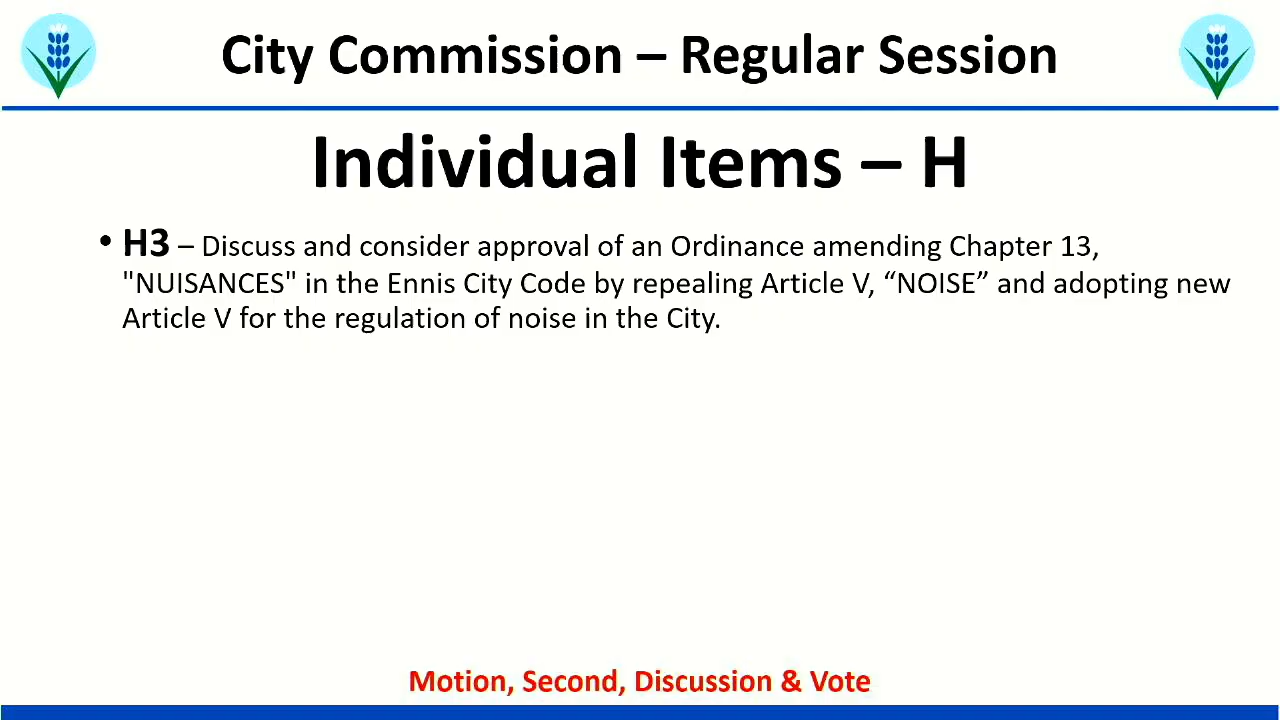 City Commission – Regular Session
Individual Items – H
• H3 – Discuss and consider approval of an Ordinance amending Chapter 13,
"NUISANCES" in the Ennis City Code by repealing Article V, “NOISE” and adopting new
Article V for the regulation of noise in the City.
Motion, Second, Discussion & Vote